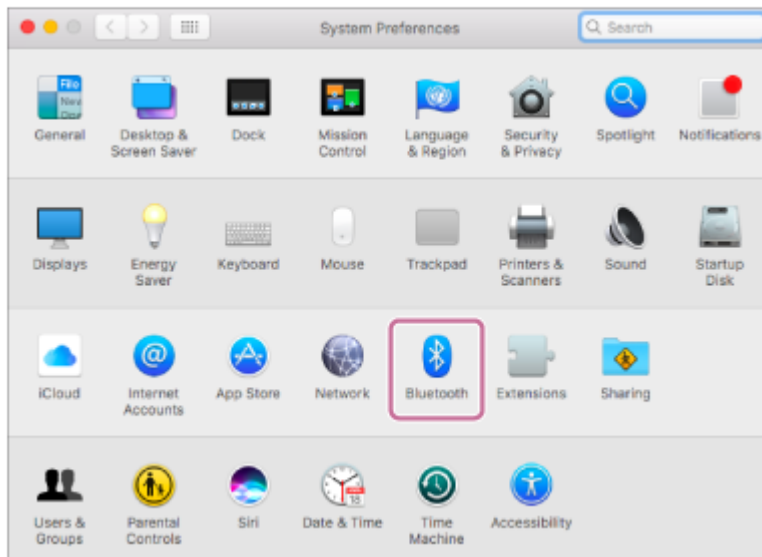 System Preferences
Search
File
New
General
Desktop &
Screen Saver
Dock
Mission
Control
Language
& Region
Security
& Privacy
Spotlight
Notifications
Displays
Energy
Saver
Keyboard
Mouse
Trackpad
Printers &
Scanners
Sound
Startup
Disk
iCloud
Internet
Accounts
App Store
Network
Bluetooth
Extensions
Sharing
Users &
Groups
Parental
Controls
Siri
Date & Time
Time
Machine
Accessibility